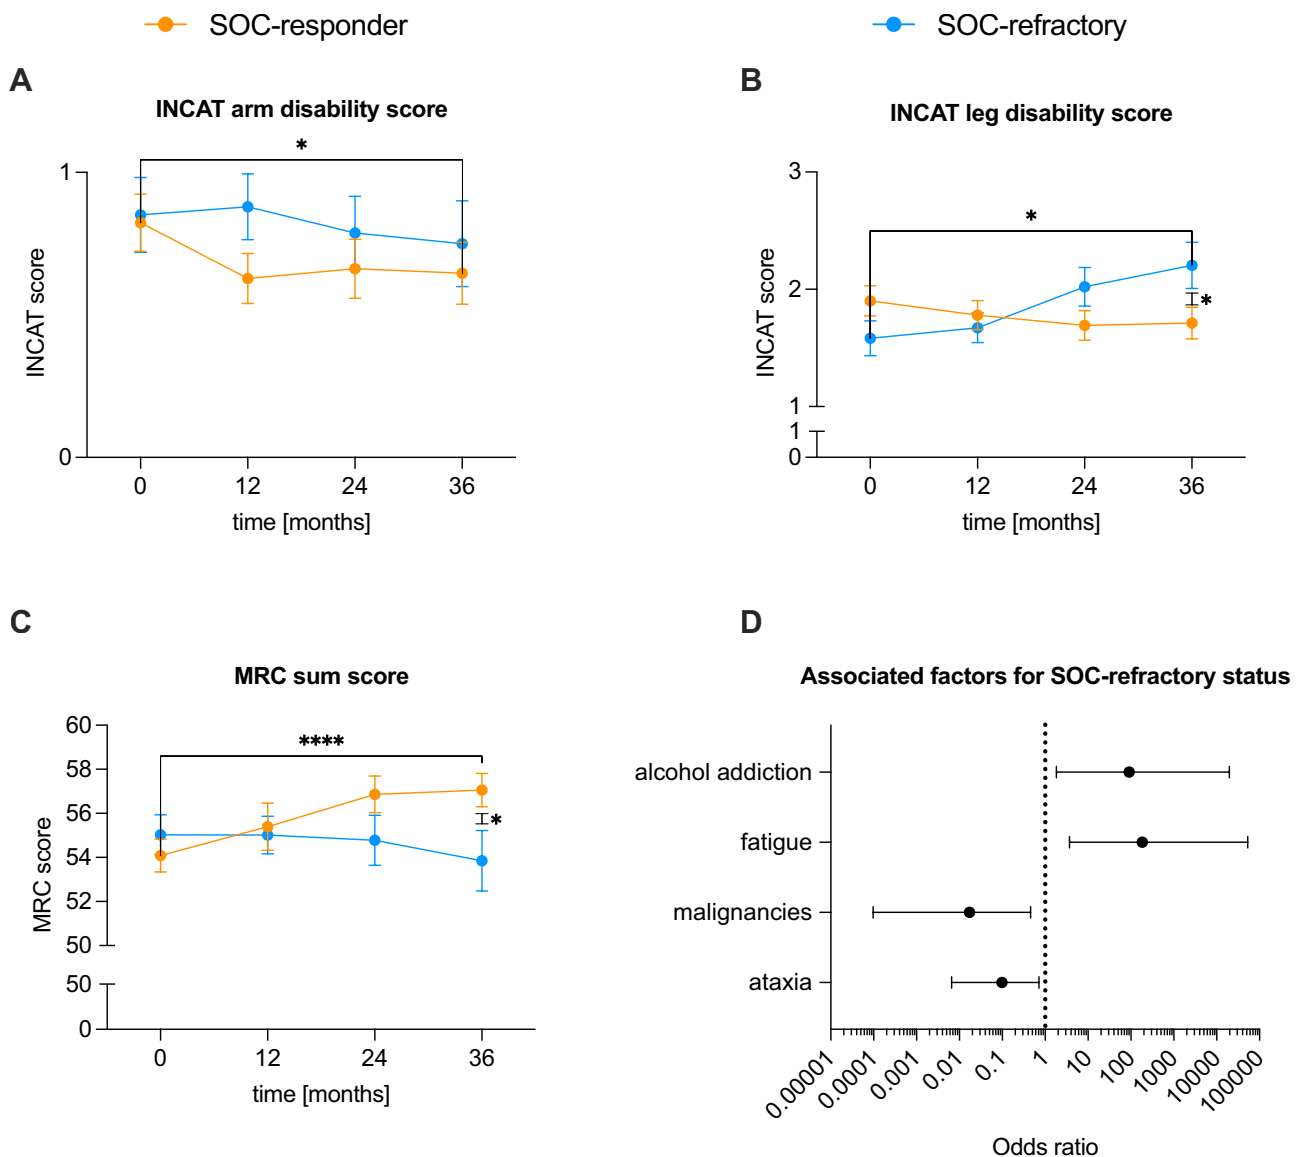 SOC-responder
SOC-refractory
A
INCAT arm disability score
*
1
0
INCAT score
0 12 24 36
time [months]
B
INCAT leg disability score
*
*
3
2
1
1
0
INCAT score
0 12 24 36
time [months]
C
MRC sum score
****
*
60
58
56
54
52
50
50
0
MRC score
0 12 24 36
time [months]
D
Associated factors for SOC-refractory status
alcohol addiction
fatigue
malignancies
ataxia
0.00001 0.0001 0.001 0.01 0.1 1 10 100 1000 10000 100000
Odds ratio